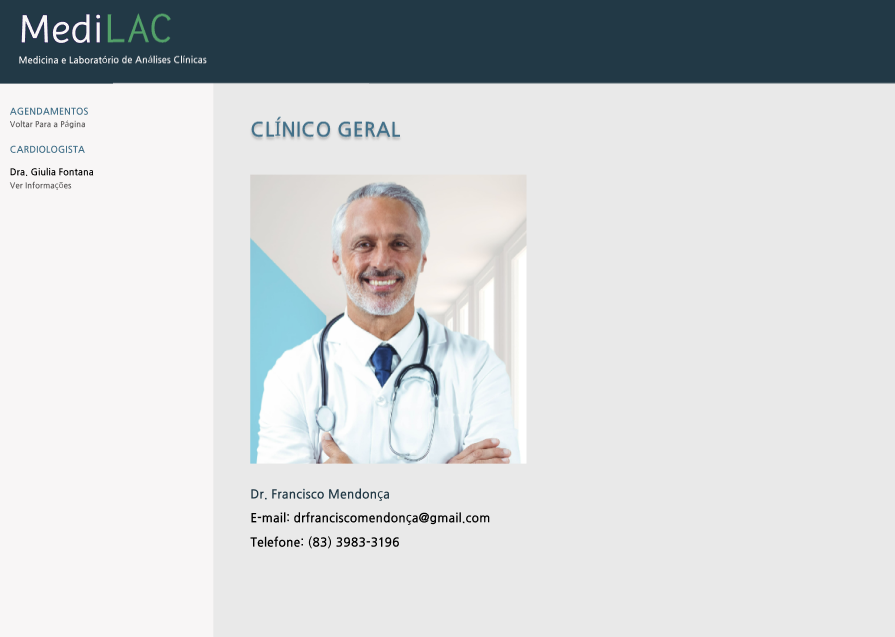 MediLAC
Medicina e Laboratório de Análises Clínicas
AGENDAMENTOS
Voltar Para a Página
CARDIOLOGISTA
Dra. Giulia Fontana
Ver Informações
CLÍNICO GERAL
Dr. Francisco Mendonça
E-mail: drfranciscomendonça@gmail.com
Telefone: (83) 3983-3196